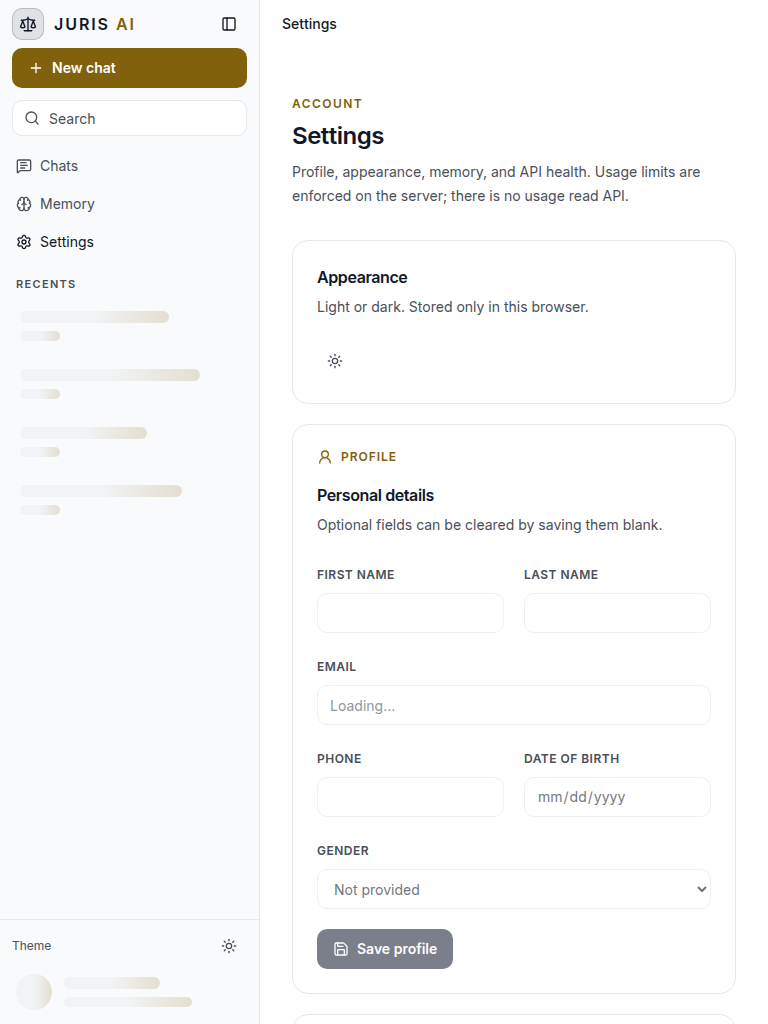 JURIS AI
New chat
Search
Chats
Memory
Settings
RECENTS
Theme
Settings
ACCOUNT
Settings
Profile, appearance, memory, and API health. Usage limits are
enforced on the server; there is no usage read API.
Appearance
Light or dark. Stored only in this browser.
PROFILE
Personal details
Optional fields can be cleared by saving them blank.
FIRST NAME
LAST NAME
EMAIL
Loading...
PHONE
DATE OF BIRTH
mm/dd/yyyy
GENDER
Not provided
Save profile